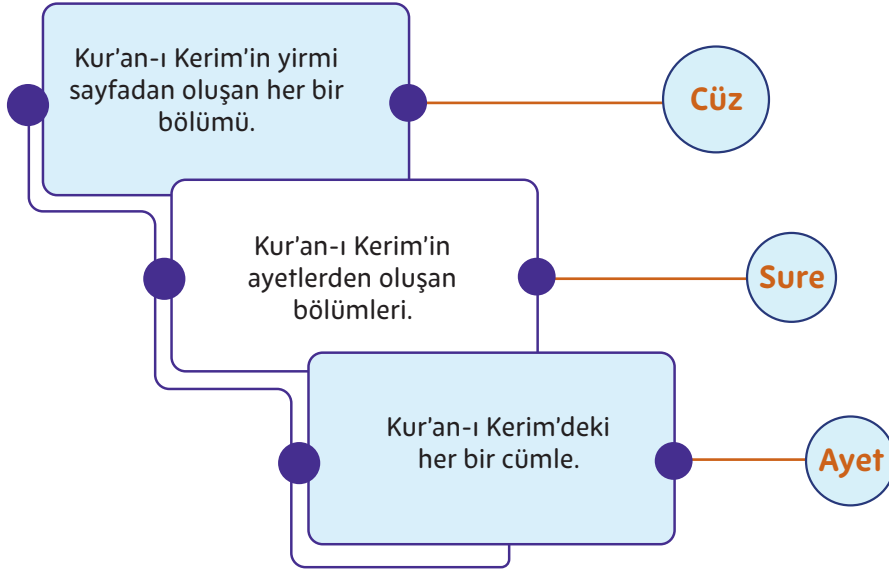 Kur'an-ı Kerim'in yirmi
sayfadan oluşan her bir
bölümü.
Cüz
Kur'an-ı Kerim'in
ayetlerden oluşan
bölümleri.
Sure
Kur'an-ı Kerim'deki
her bir cümle.
Ayet